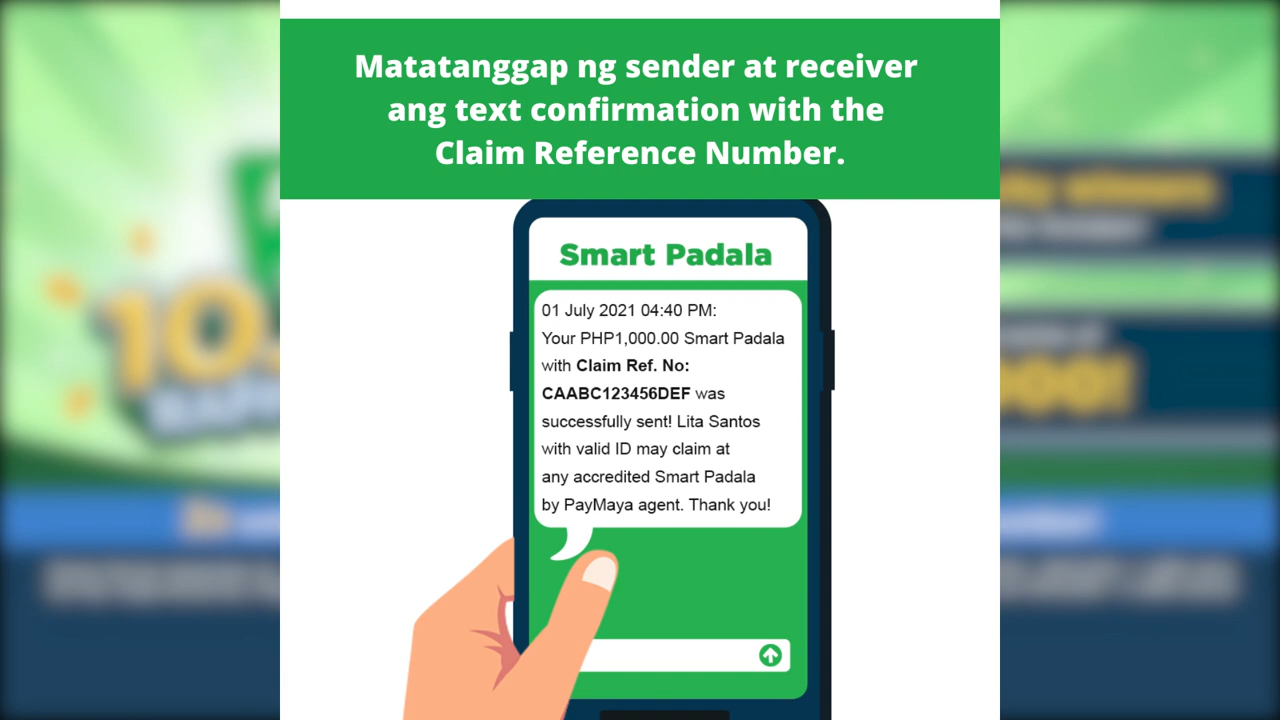 Matatanggap ng sender at receiver
ang text confirmation with the
Claim Reference Number.
Smart Padala
01 July 2021 04:40 PM:
Your PHP1,000.00 Smart Padala
with Claim Ref. No:
CAABC123456DEF was
successfully sent! Lita Santos
with valid ID may claim at
any accredited Smart Padala
by PayMaya agent. Thank you!